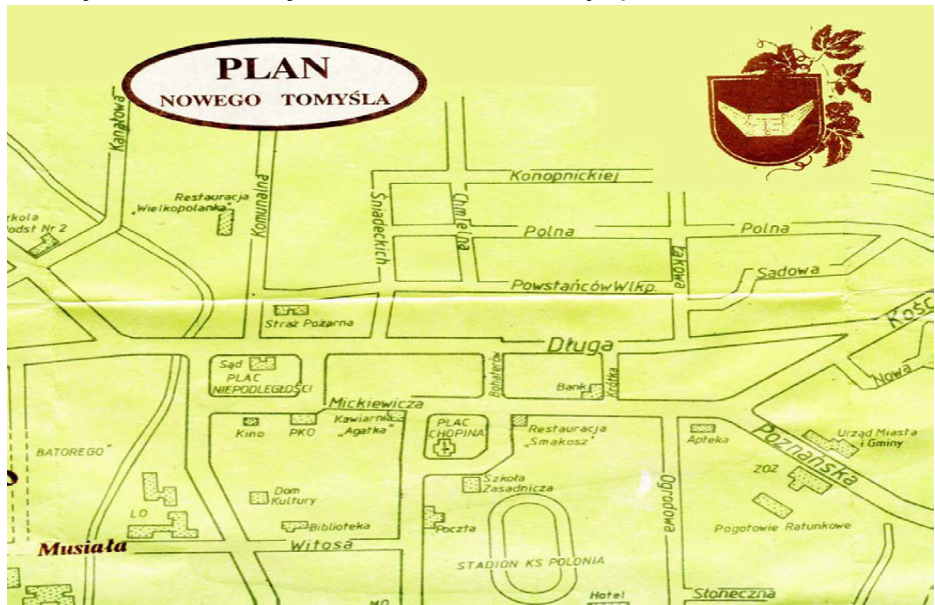 PLAN
NOWEGO TOMYŚLA
Kanałowa
Komunalna
Restauracja
"Wielkopolanka"
Śniadeckich
Chmielna
Konopnickiej
Polna
Polna
Łąkowa
Sadowa
Powstańców Wlkp.
odst Nr 2
Straż Pożarna
Długa
Nowa
Sąd
PLAC
NIEPODLEGŁOŚCI
Bohaterów
Bank
Krótka
Mickiewicza
Kino
PKO
Kawiarnia
"Agatka"
PLAC
CHOPINA
Restauracja
"Smakosz"
Apteka
Poznańska
Urząd Miasta
i Gminy
ZOZ
BATOREGO"
Szkoła
Zasadnicza
Ogrodowa
Dom
Kultury
LO
Biblioteka
Poczta
Pogotowie Ratunkowe
Musiała
Witosa
STADION KS POLONIA
Hotel
Słoneczna